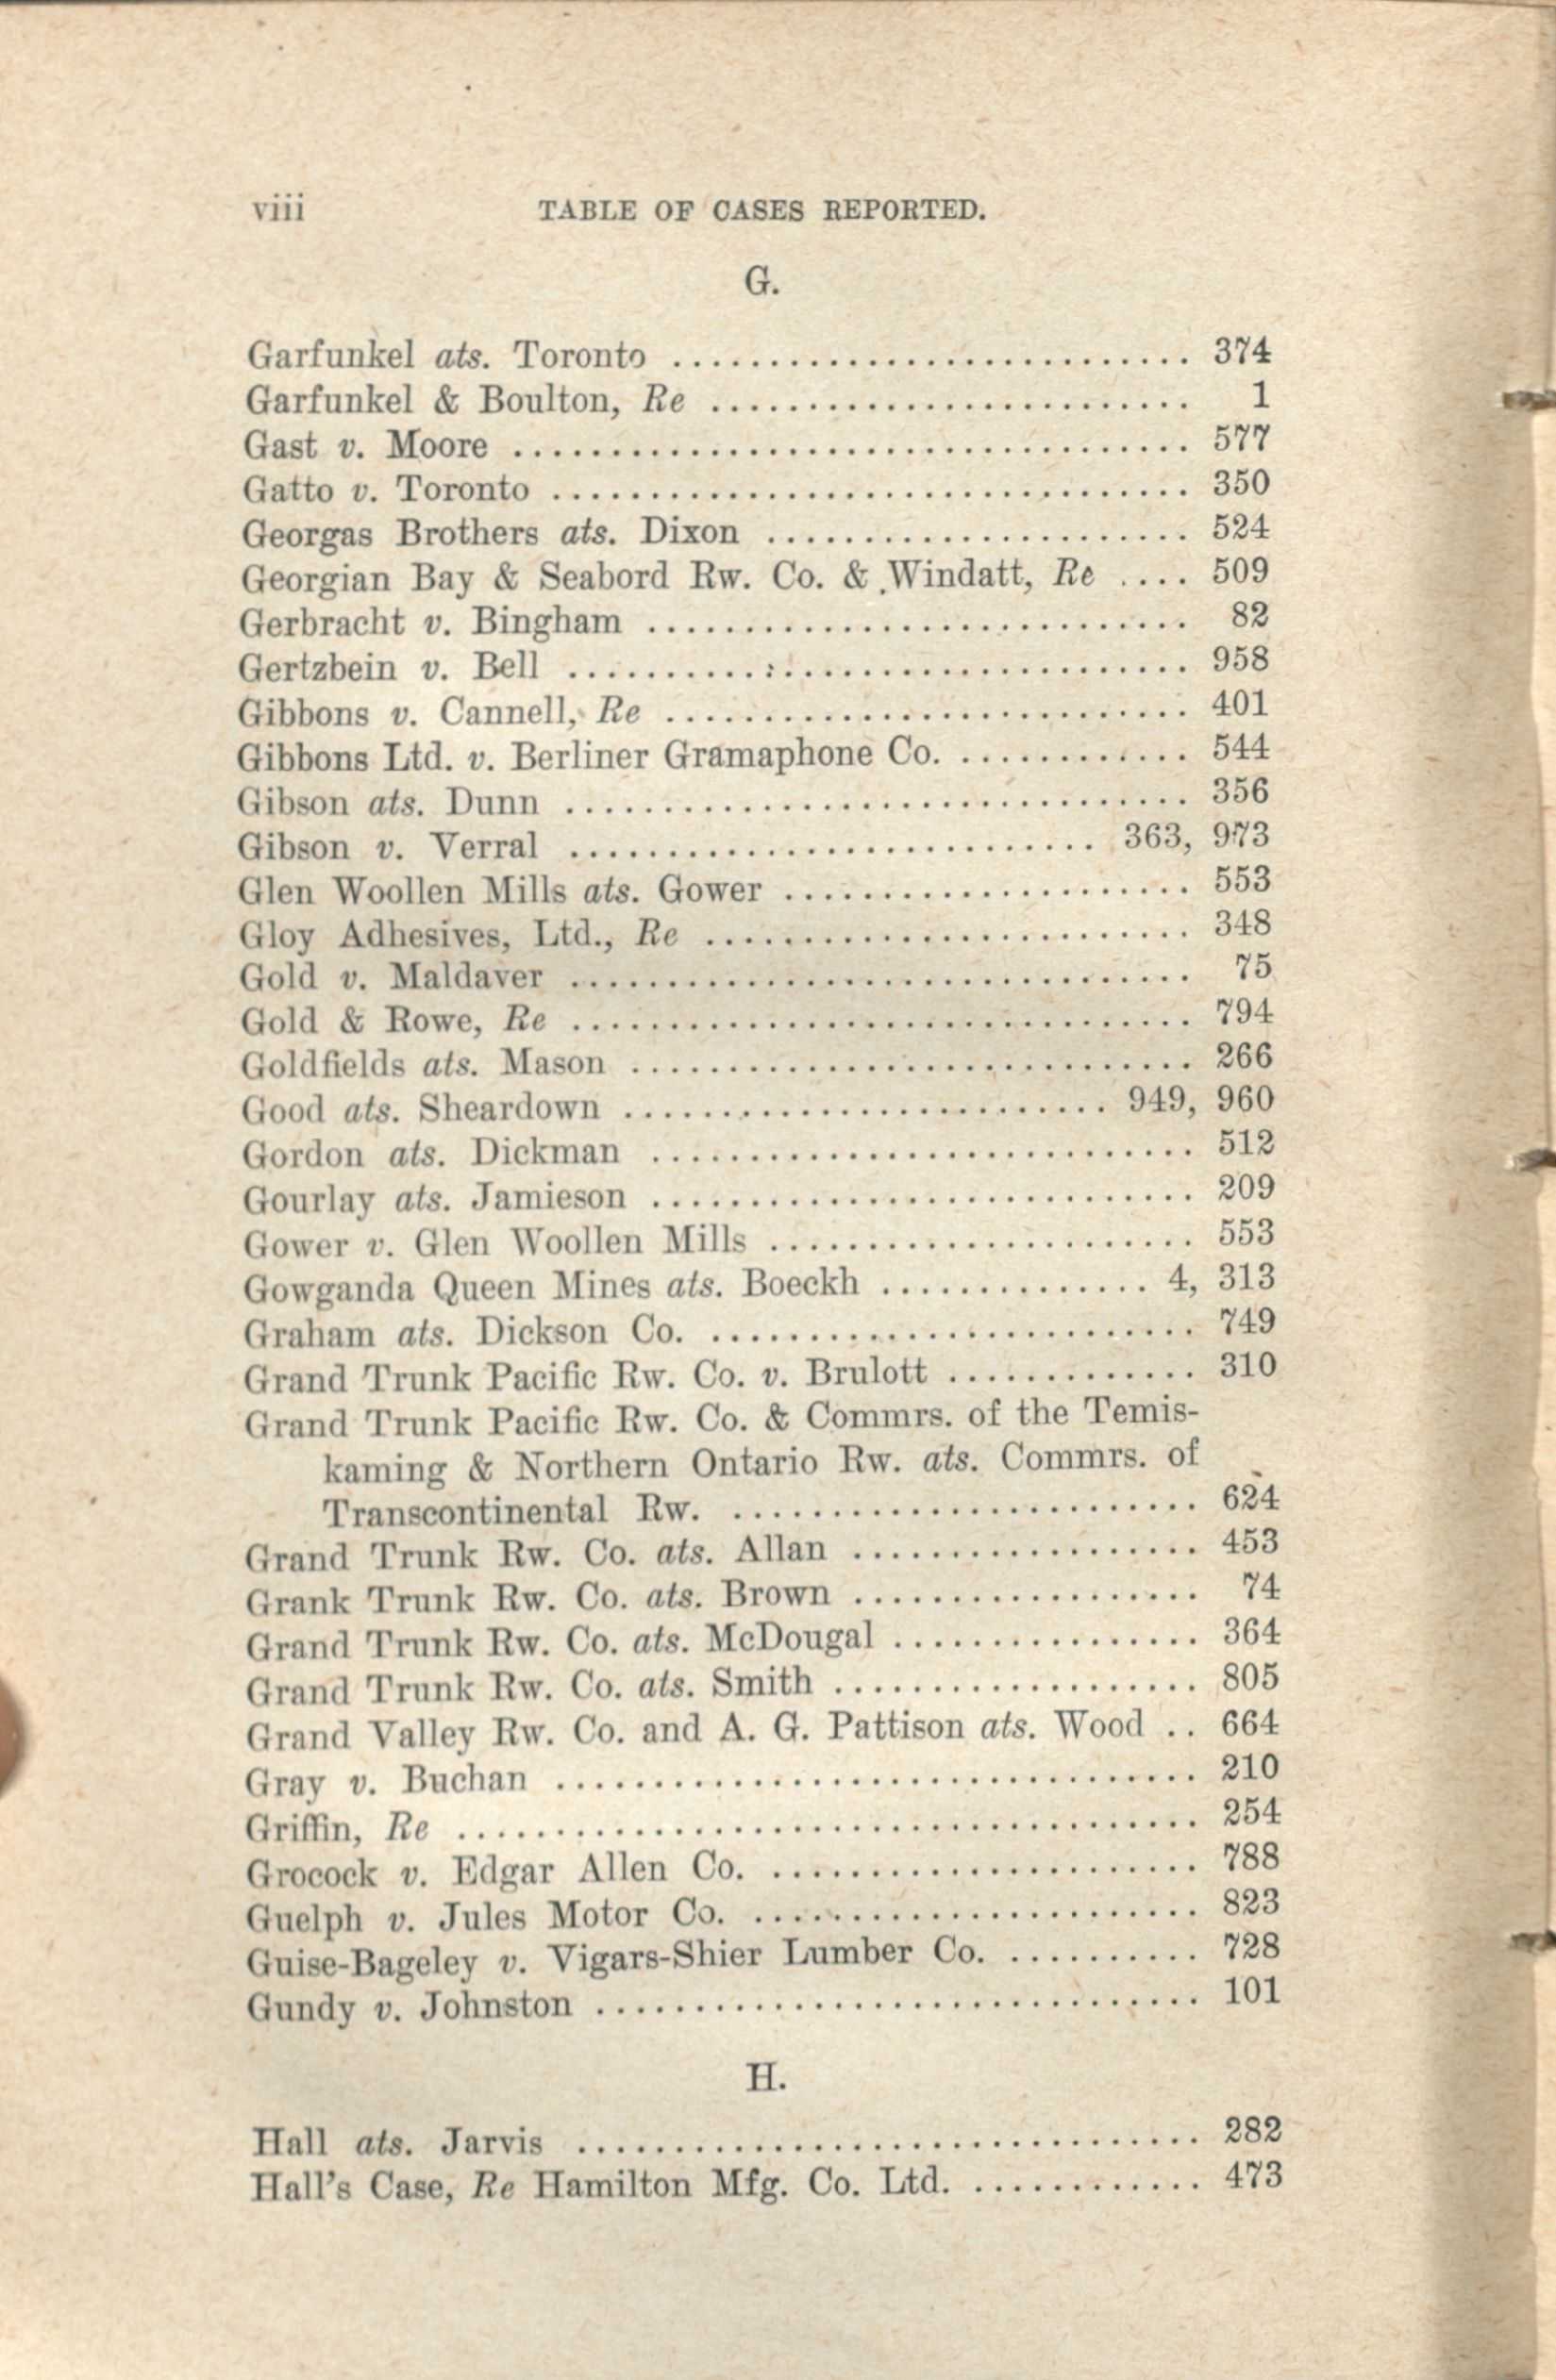 viii TABLE OF CASES REPORTED.
G.
Garfunkel ats. Toronto ........ 374
Garfunkel & Boulton, Re ........ 1
Gast v. Moore ........ 577
Gatto v. Toronto ........ 350
Georgas Brothers ats. Dixon ........ 524
Georgian Bay & Seabord Rw. Co. & Windatt, Re .... 509
Gerbracht v. Bingham ........ 82
Gertzbein v. Bell ........ 958
Gibbons v. Cannell, Re ........ 401
Gibbons Ltd. v. Berliner Gramaphone Co. ........ 544
Gibson ats. Dunn ........ 356
Gibson v. Verral ........ 363, 973
Glen Woollen Mills ats. Gower ........ 553
Gloy Adhesives, Ltd., Re ........ 348
Gold v. Maldaver ........ 75
Gold & Rowe, Re ........ 794
Goldfields ats. Mason ........ 266
Good ats. Sheardown ........ 949, 960
Gordon ats. Dickman ........ 512
Gourlay ats. Jamieson ........ 209
Gower v. Glen Woollen Mills ........ 553
Gowganda Queen Mines ats. Boeckh ........ 4, 313
Graham ats. Dickson Co. ........ 749
Grand Trunk Pacific Rw. Co. v. Brulott ........ 310
Grand Trunk Pacific Rw. Co. & Commrs. of the Temis-
kaming & Northern Ontario Rw. ats. Commrs. of
Transcontinental Rw. ........ 624
Grand Trunk Rw. Co. ats. Allan ........ 453
Grank Trunk Rw. Co. ats. Brown ........ 74
Grand Trunk Rw. Co. ats. McDougal ........ 364
Grand Trunk Rw. Co. ats. Smith ........ 805
Grand Valley Rw. Co. and A. G. Pattison ats. Wood .. 664
Gray v. Buchan ........ 210
Griffin, Re ........ 254
Grocock v. Edgar Allen Co. ........ 788
Guelph v. Jules Motor Co. ........ 823
Guise-Bageley v. Vigars-Shier Lumber Co. ........ 728
Gundy v. Johnston ........ 101
H.
Hall ats. Jarvis ........ 282
Hall's Case, Re Hamilton Mfg. Co. Ltd. ........ 473